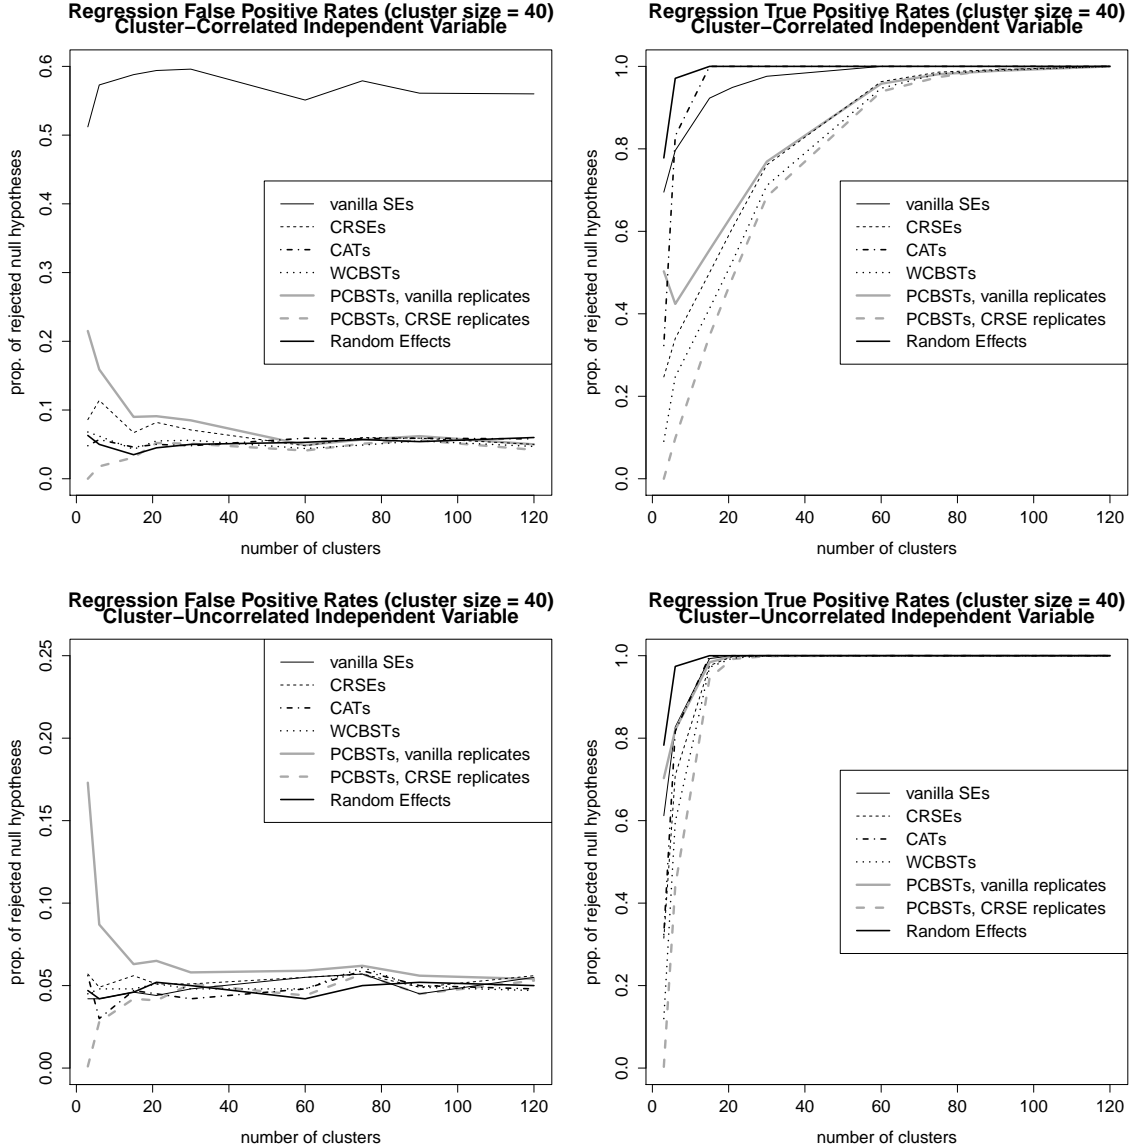 Regression False Positive Rates (cluster size = 40)
Cluster−Correlated Independent Variable
prop. of rejected null hypotheses
0.6
0.5
0.4
0.3
0.2
0.1
0.0
vanilla SEs
CRSEs
CATs
WCBSTs
PCBSTs, vanilla replicates
PCBSTs, CRSE replicates
Random Effects
0 20 40 60 80 100 120
number of clusters
Regression True Positive Rates (cluster size = 40)
Cluster−Correlated Independent Variable
prop. of rejected null hypotheses
1.0
0.8
0.6
0.4
0.2
0.0
vanilla SEs
CRSEs
CATs
WCBSTs
PCBSTs, vanilla replicates
PCBSTs, CRSE replicates
Random Effects
0 20 40 60 80 100 120
number of clusters
Regression False Positive Rates (cluster size = 40)
Cluster−Uncorrelated Independent Variable
prop. of rejected null hypotheses
0.25
0.20
0.15
0.10
0.05
0.00
vanilla SEs
CRSEs
CATs
WCBSTs
PCBSTs, vanilla replicates
PCBSTs, CRSE replicates
Random Effects
0 20 40 60 80 100 120
number of clusters
Regression True Positive Rates (cluster size = 40)
Cluster−Uncorrelated Independent Variable
prop. of rejected null hypotheses
1.0
0.8
0.6
0.4
0.2
0.0
vanilla SEs
CRSEs
CATs
WCBSTs
PCBSTs, vanilla replicates
PCBSTs, CRSE replicates
Random Effects
0 20 40 60 80 100 120
number of clusters